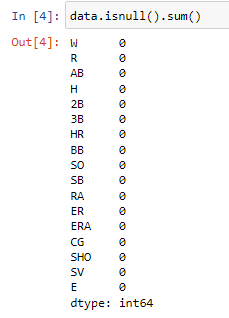 In [4]: data.isnull().sum()
Out[4]: W 0
R 0
AB 0
H 0
2B 0
3B 0
HR 0
BB 0
SO 0
SB 0
RA 0
ER 0
ERA 0
CG 0
SHO 0
SV 0
E 0
dtype: int64